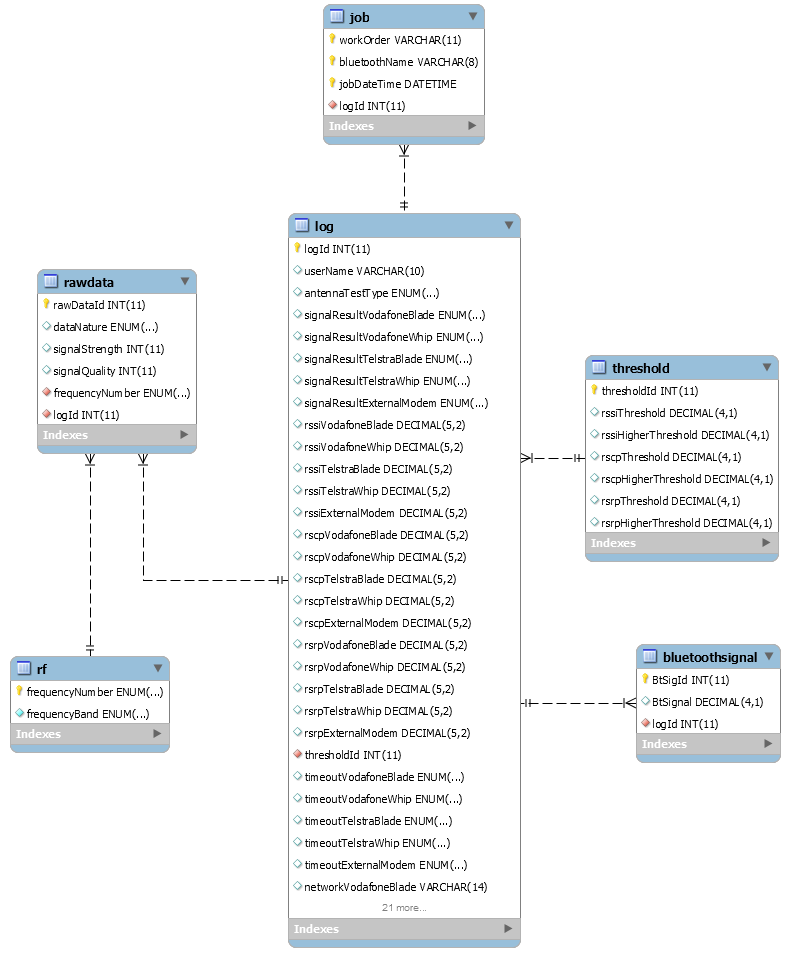 job
workOrder VARCHAR(11)
bluetoothName VARCHAR(8)
jobDateTime DATETIME
logId INT(11)
Indexes
log
logId INT(11)
userName VARCHAR(10)
antennaTestType ENUM(...)
signalResultVodafoneBlade ENUM(...)
signalResultVodafoneWhip ENUM(...)
signalResultTelstraBlade ENUM(...)
signalResultTelstraWhip ENUM(...)
signalResultExternalModem ENUM(...)
rssiVodafoneBlade DECIMAL(5,2)
rssiVodafoneWhip DECIMAL(5,2)
rssiTelstraBlade DECIMAL(5,2)
rssiTelstraWhip DECIMAL(5,2)
rssiExternalModem DECIMAL(5,2)
rscpVodafoneBlade DECIMAL(5,2)
rscpVodafoneWhip DECIMAL(5,2)
rscpTelstraBlade DECIMAL(5,2)
rscpTelstraWhip DECIMAL(5,2)
rscpExternalModem DECIMAL(5,2)
rsrpVodafoneBlade DECIMAL(5,2)
rsrpVodafoneWhip DECIMAL(5,2)
rsrpTelstraBlade DECIMAL(5,2)
rsrpTelstraWhip DECIMAL(5,2)
rsrpExternalModem DECIMAL(5,2)
thresholdId INT(11)
timeoutVodafoneBlade ENUM(...)
timeoutVodafoneWhip ENUM(...)
timeoutTelstraBlade ENUM(...)
timeoutTelstraWhip ENUM(...)
timeoutExternalModem ENUM(...)
networkVodafoneBlade VARCHAR(14)
21 more...
Indexes
rawdata
rawDataId INT(11)
dataNature ENUM(...)
signalStrength INT(11)
signalQuality INT(11)
frequencyNumber ENUM(...)
logId INT(11)
Indexes
threshold
thresholdId INT(11)
rssiThreshold DECIMAL(4,1)
rssiHigherThreshold DECIMAL(4,1)
rscpThreshold DECIMAL(4,1)
rscpHigherThreshold DECIMAL(4,1)
rsrpThreshold DECIMAL(4,1)
rsrpHigherThreshold DECIMAL(4,1)
Indexes
rf
frequencyNumber ENUM(...)
frequencyBand ENUM(...)
Indexes
bluetoothsignal
BtSigId INT(11)
BtSignal DECIMAL(4,1)
logId INT(11)
Indexes